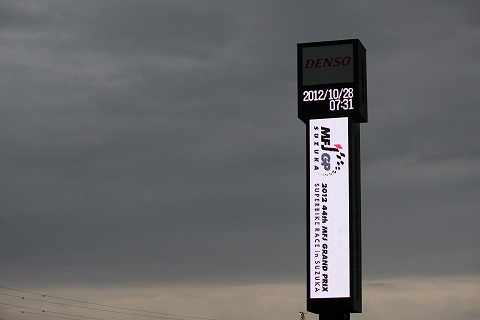 DENSO
2012/10/28
07:31
MFJ GP
SUZUKA
2012 44th MFJ GRAND PRIX
SUPERBIKE RACE in SUZUKA